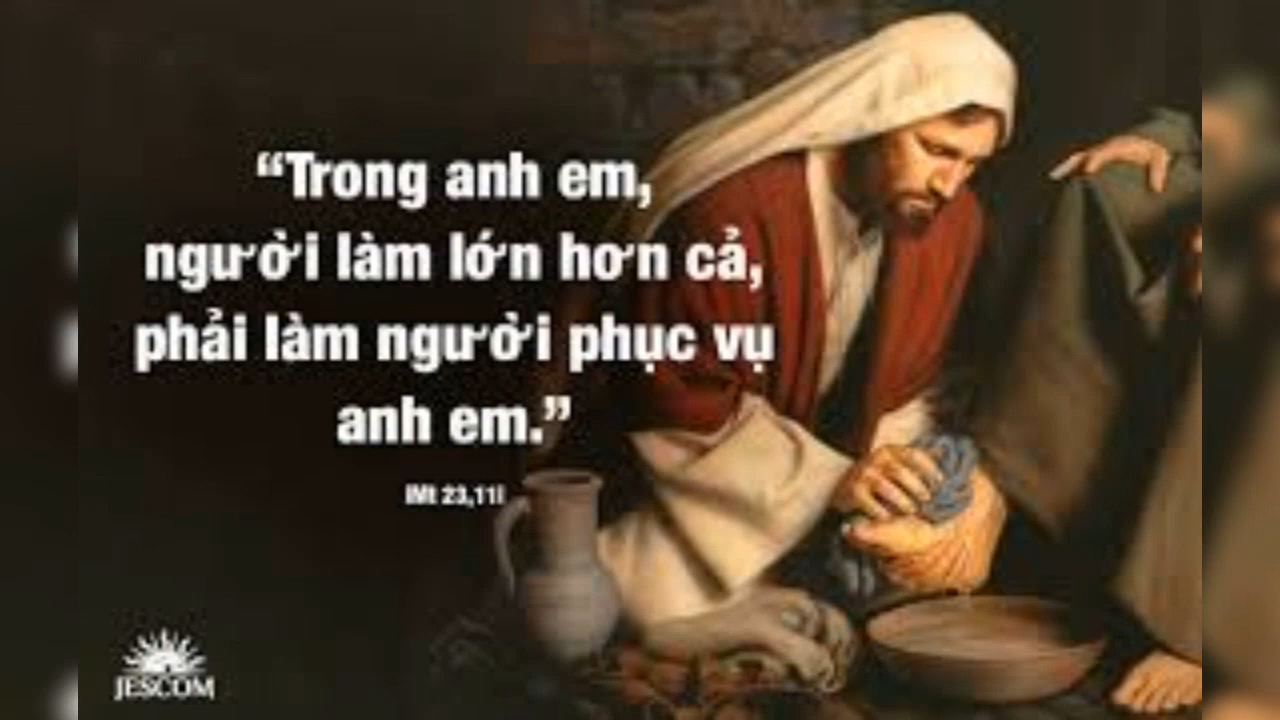 “Trong anh em,
người làm lớn hơn cả,
phải làm người phục vụ
anh em.”
[Mt 23,11]
JESCOM